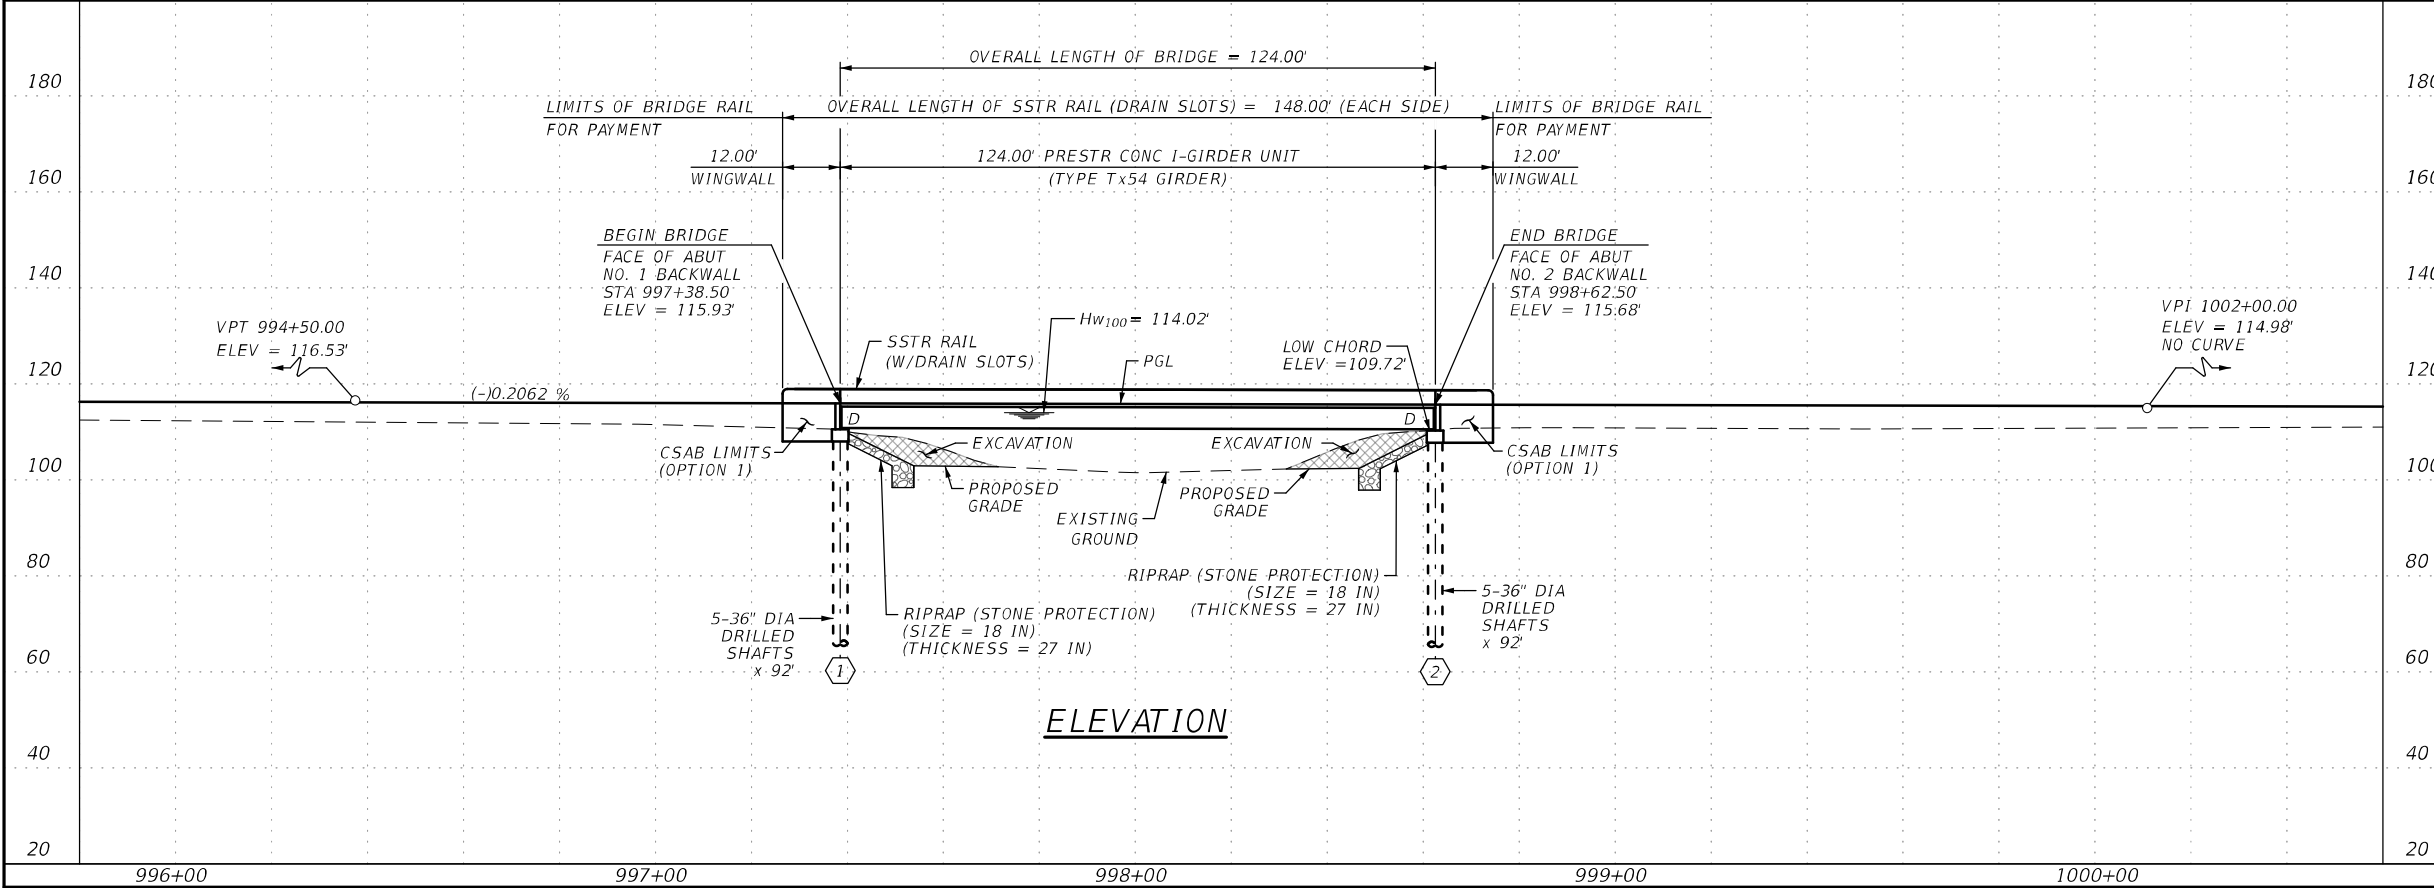 OVERALL LENGTH OF BRIDGE = 124.00'
LIMITS OF BRIDGE RAIL
FOR PAYMENT
OVERALL LENGTH OF SSTR RAIL (DRAIN SLOTS) = 148.00' (EACH SIDE)
LIMITS OF BRIDGE RAIL
FOR PAYMENT
12.00'
WINGWALL
124.00' PRESTR CONC I-GIRDER UNIT
(TYPE Tx54 GIRDER)
12.00'
WINGWALL
BEGIN BRIDGE
FACE OF ABUT
NO. 1 BACKWALL
STA 997+38.50
ELEV = 115.93'
END BRIDGE
FACE OF ABUT
NO. 2 BACKWALL
STA 998+62.50
ELEV = 115.68'
VPT 994+50.00
ELEV = 116.53'
(-)0.2062 %
SSTR RAIL
(W/DRAIN SLOTS)
Hw100= 114.02'
PGL
LOW CHORD
ELEV =109.72'
VPI 1002+00.00
ELEV = 114.98'
NO CURVE
D
D
CSAB LIMITS
(OPTION 1)
EXCAVATION
EXCAVATION
CSAB LIMITS
(OPTION 1)
PROPOSED
GRADE
EXISTING
GROUND
PROPOSED
GRADE
RIPRAP (STONE PROTECTION)
(SIZE = 18 IN)
(THICKNESS = 27 IN)
RIPRAP (STONE PROTECTION)
(SIZE = 18 IN)
(THICKNESS = 27 IN)
5-36" DIA
DRILLED
SHAFTS
x 92'
5-36" DIA
DRILLED
SHAFTS
x 92'
1
2
ELEVATION
180
160
140
120
100
80
60
40
20
180
160
140
120
100
80
60
40
20
996+00
997+00
998+00
999+00
1000+00